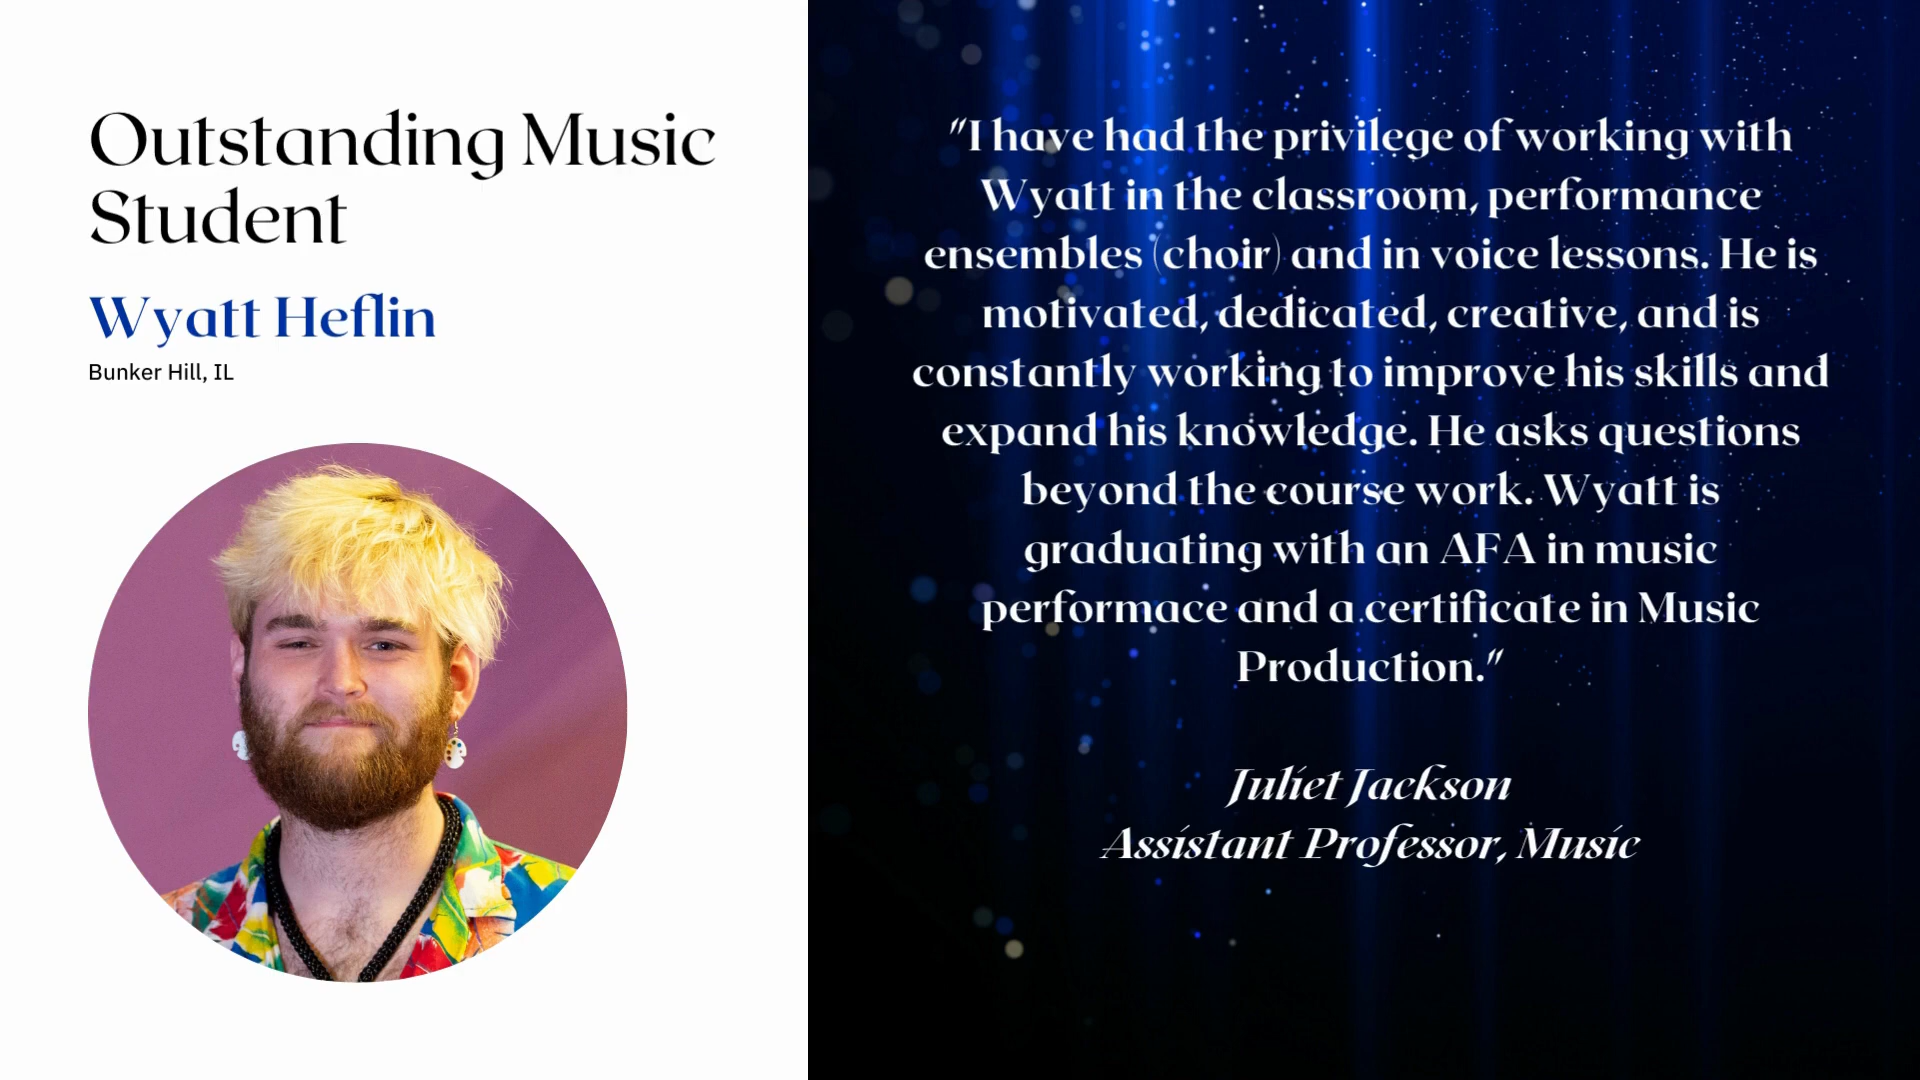 Outstanding Music
Student
Wyatt Heflin
Bunker Hill, IL
"I have had the privilege of working with
Wyatt in the classroom, performance
ensembles (choir) and in voice lessons. He is
motivated, dedicated, creative, and is
constantly working to improve his skills and
expand his knowledge. He asks questions
beyond the course work. Wyatt is
graduating with an AFA in music
performace and a certificate in Music
Production."
Juliet Jackson
Assistant Professor, Music